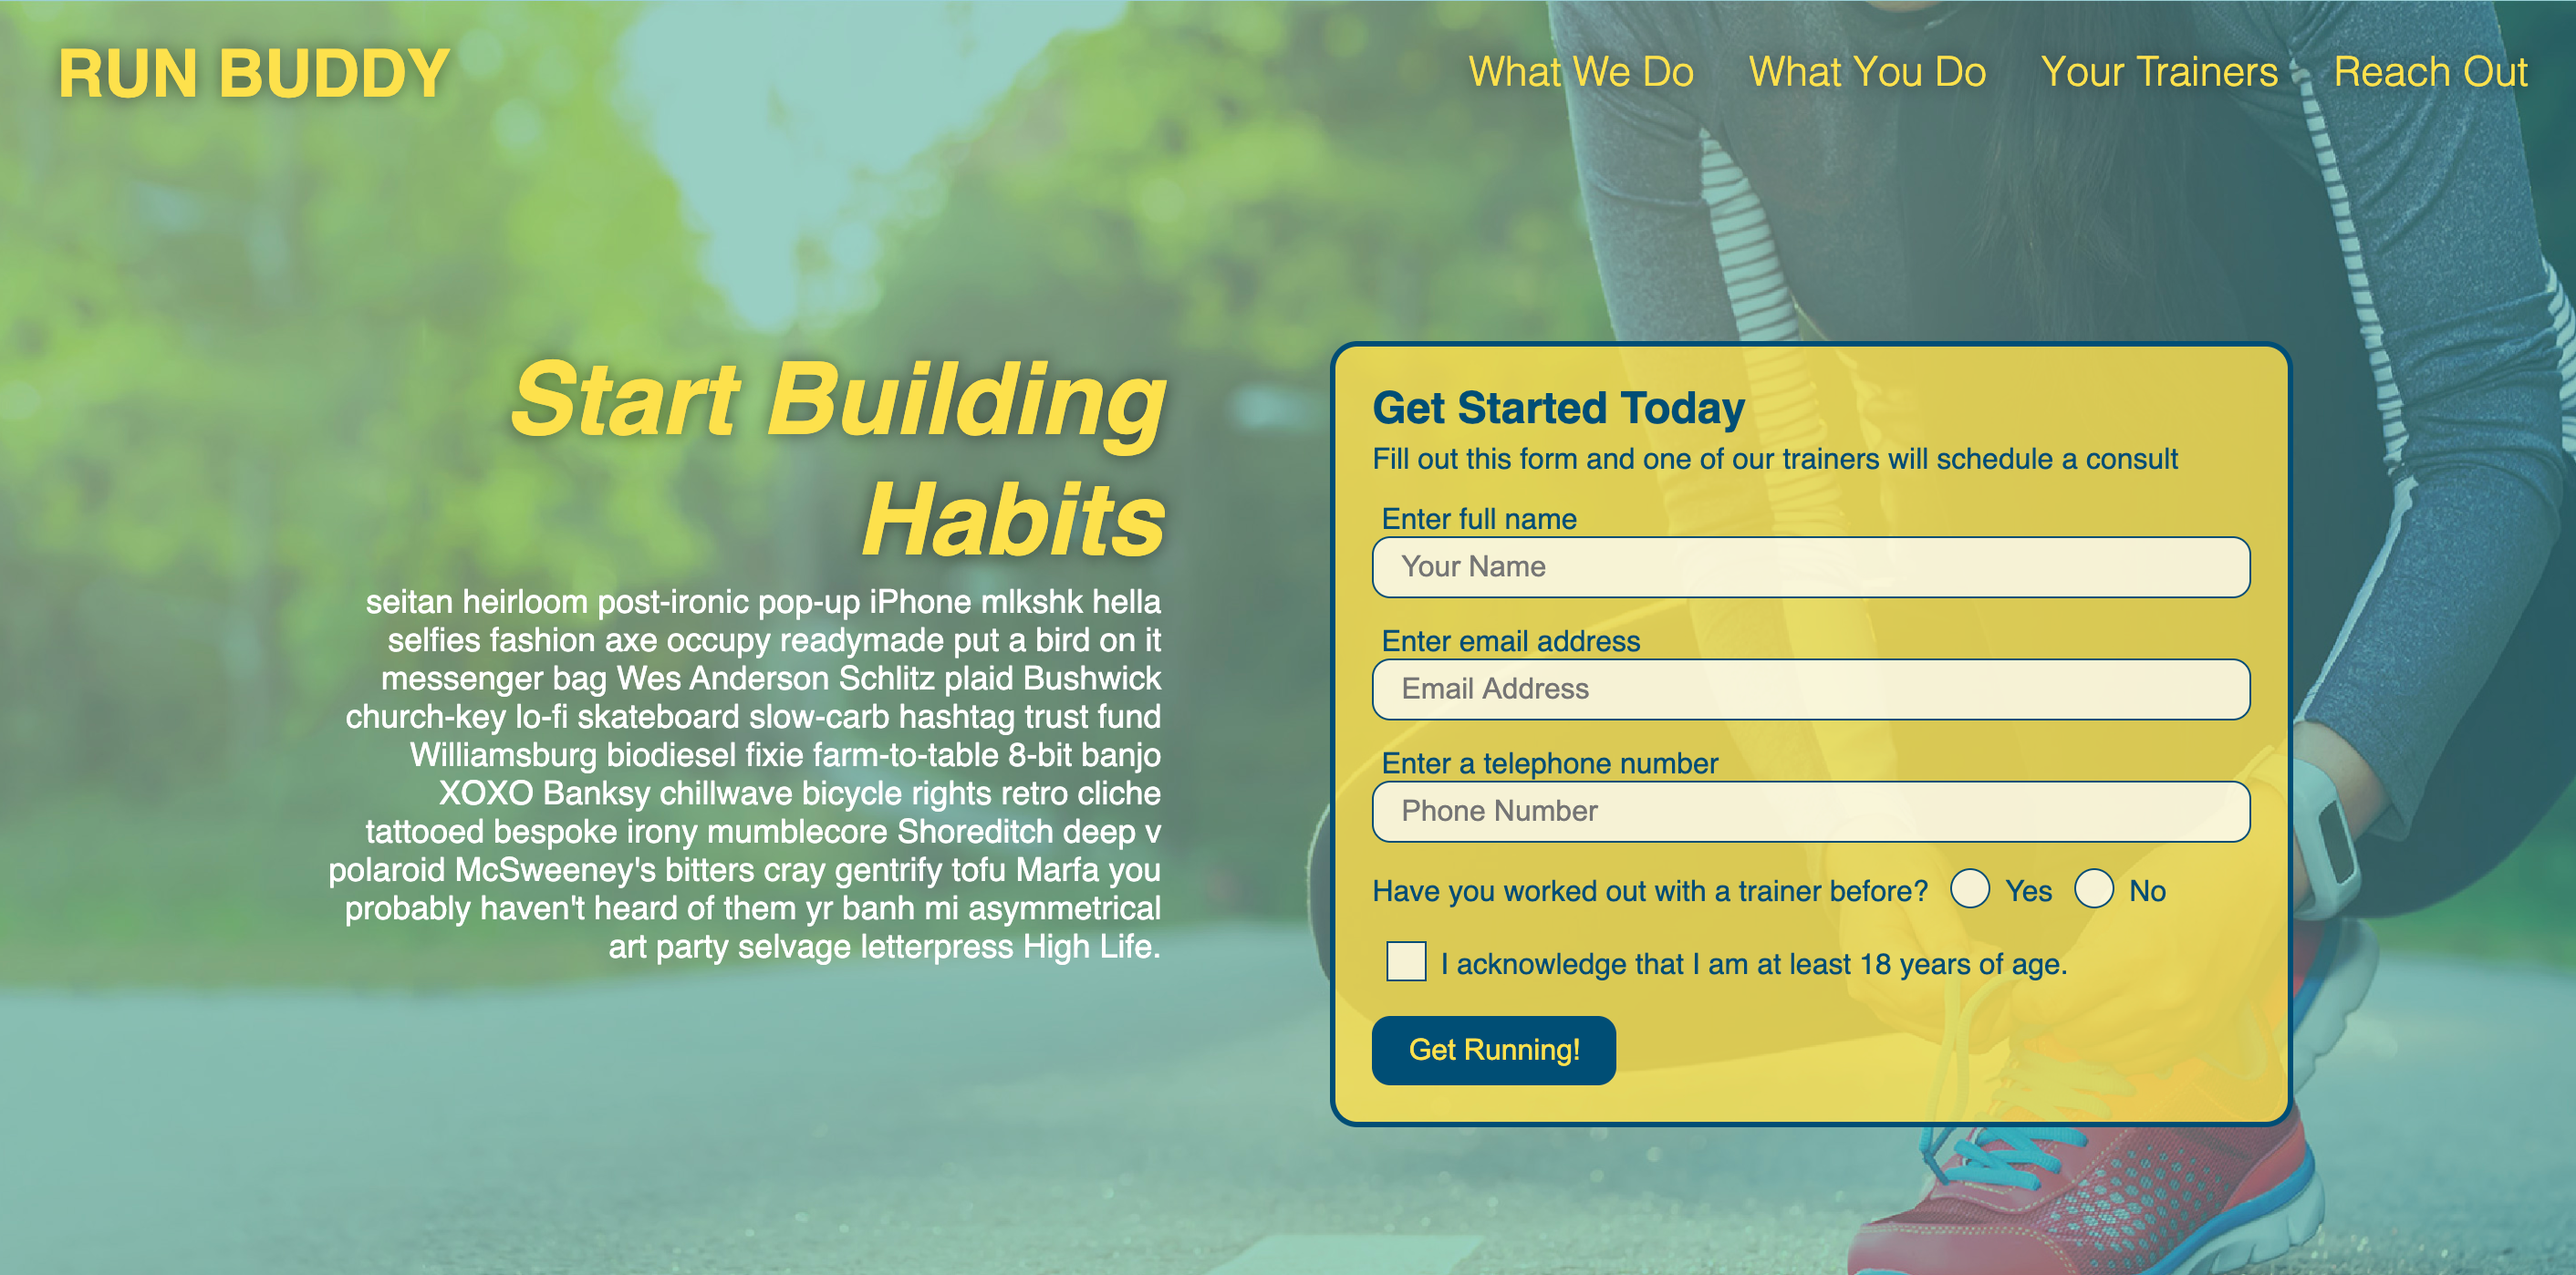 RUN BUDDY
What We Do
What You Do
Your Trainers
Reach Out
Start Building
Habits
seitan heirloom post-ironic pop-up iPhone mlkshk hella
selfies fashion axe occupy readymade put a bird on it
messenger bag Wes Anderson Schlitz plaid Bushwick
church-key lo-fi skateboard slow-carb hashtag trust fund
Williamsburg biodiesel fixie farm-to-table 8-bit banjo
XOXO Banksy chillwave bicycle rights retro cliche
tattooed bespoke irony mumblecore Shoreditch deep v
polaroid McSweeney's bitters cray gentrify tofu Marfa you
probably haven't heard of them yr banh mi asymmetrical
art party selvage letterpress High Life.
Get Started Today
Fill out this form and one of our trainers will schedule a consult
Enter full name
Your Name
Enter email address
Email Address
Enter a telephone number
Phone Number
Have you worked out with a trainer before? Yes No
I acknowledge that I am at least 18 years of age.
Get Running!